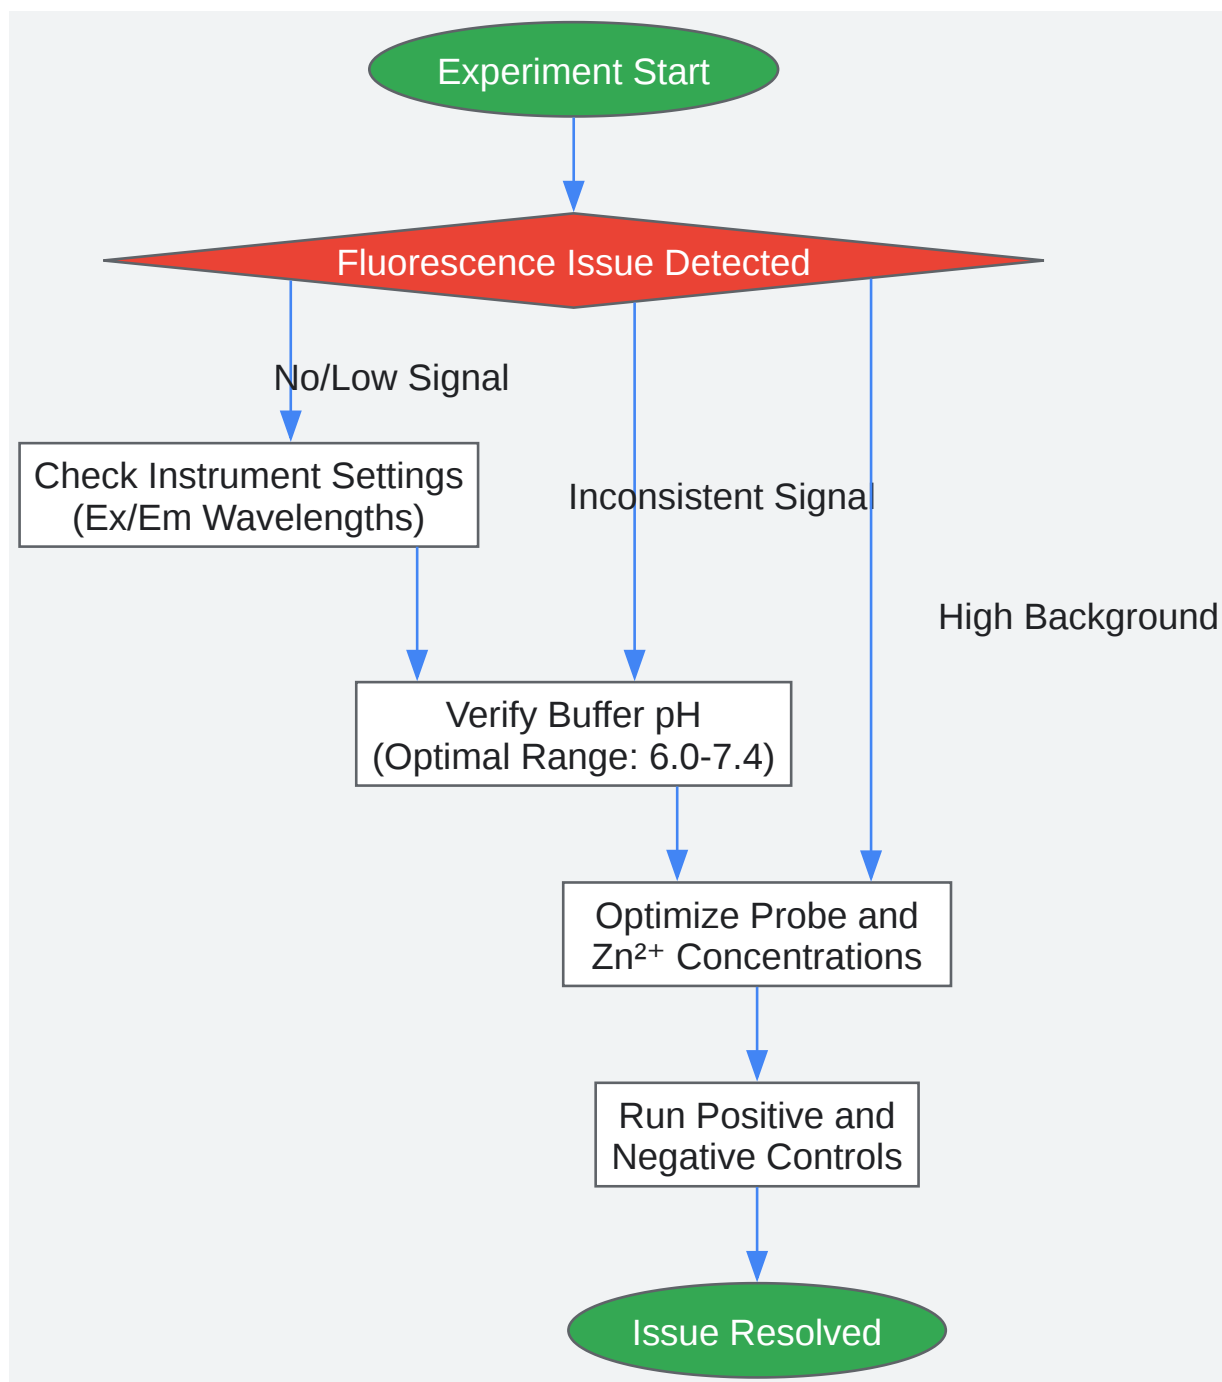 Experiment Start
Fluorescence Issue Detected
No/Low Signal
Check Instrument Settings
(Ex/Em Wavelengths)
Inconsistent Signal
High Background
Verify Buffer pH
(Optimal Range: 6.0-7.4)
Optimize Probe and
Zn²⁺ Concentrations
Run Positive and
Negative Controls
Issue Resolved